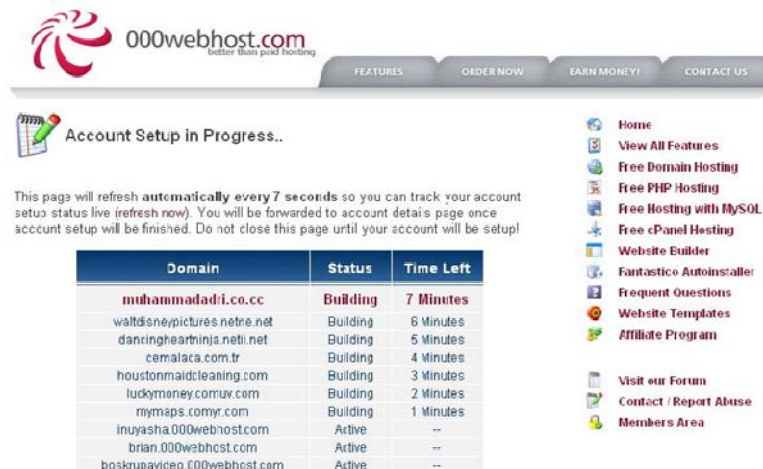 000webhost.com
better than paid hosting
FEATURES
ORDER NOW
EARN MONEY!
CONTACT US
Account Setup in Progress..
This page will refresh automatically every 7 seconds so you can track your account
setup status live (refresh now). You will be forwarded to account details page once
account setup will be finished. Do not close this page until your account will be setup!
Domain Status Time Left
muhammadadri.co.cc Building 7 Minutes
waltdisneypictures.netne.net Building 6 Minutes
dancingheartninja.netii.net Building 5 Minutes
cemalaca.com.tr Building 4 Minutes
houstonmaidcleaning.com Building 3 Minutes
luckymoney.comuv.com Building 2 Minutes
mymaps.comyr.com Building 1 Minutes
inuyasha.000webhost.com Active --
brian.000webhost.com Active --
boskrupavideo.000webhost.com Active --
Home
View All Features
Free Domain Hosting
Free PHP Hosting
Free Hosting with MySQL
Free cPanel Hosting
Website Builder
Fantastico Autoinstaller
Frequent Questions
Website Templates
Affiliate Program
Visit our Forum
Contact / Report Abuse
Members Area